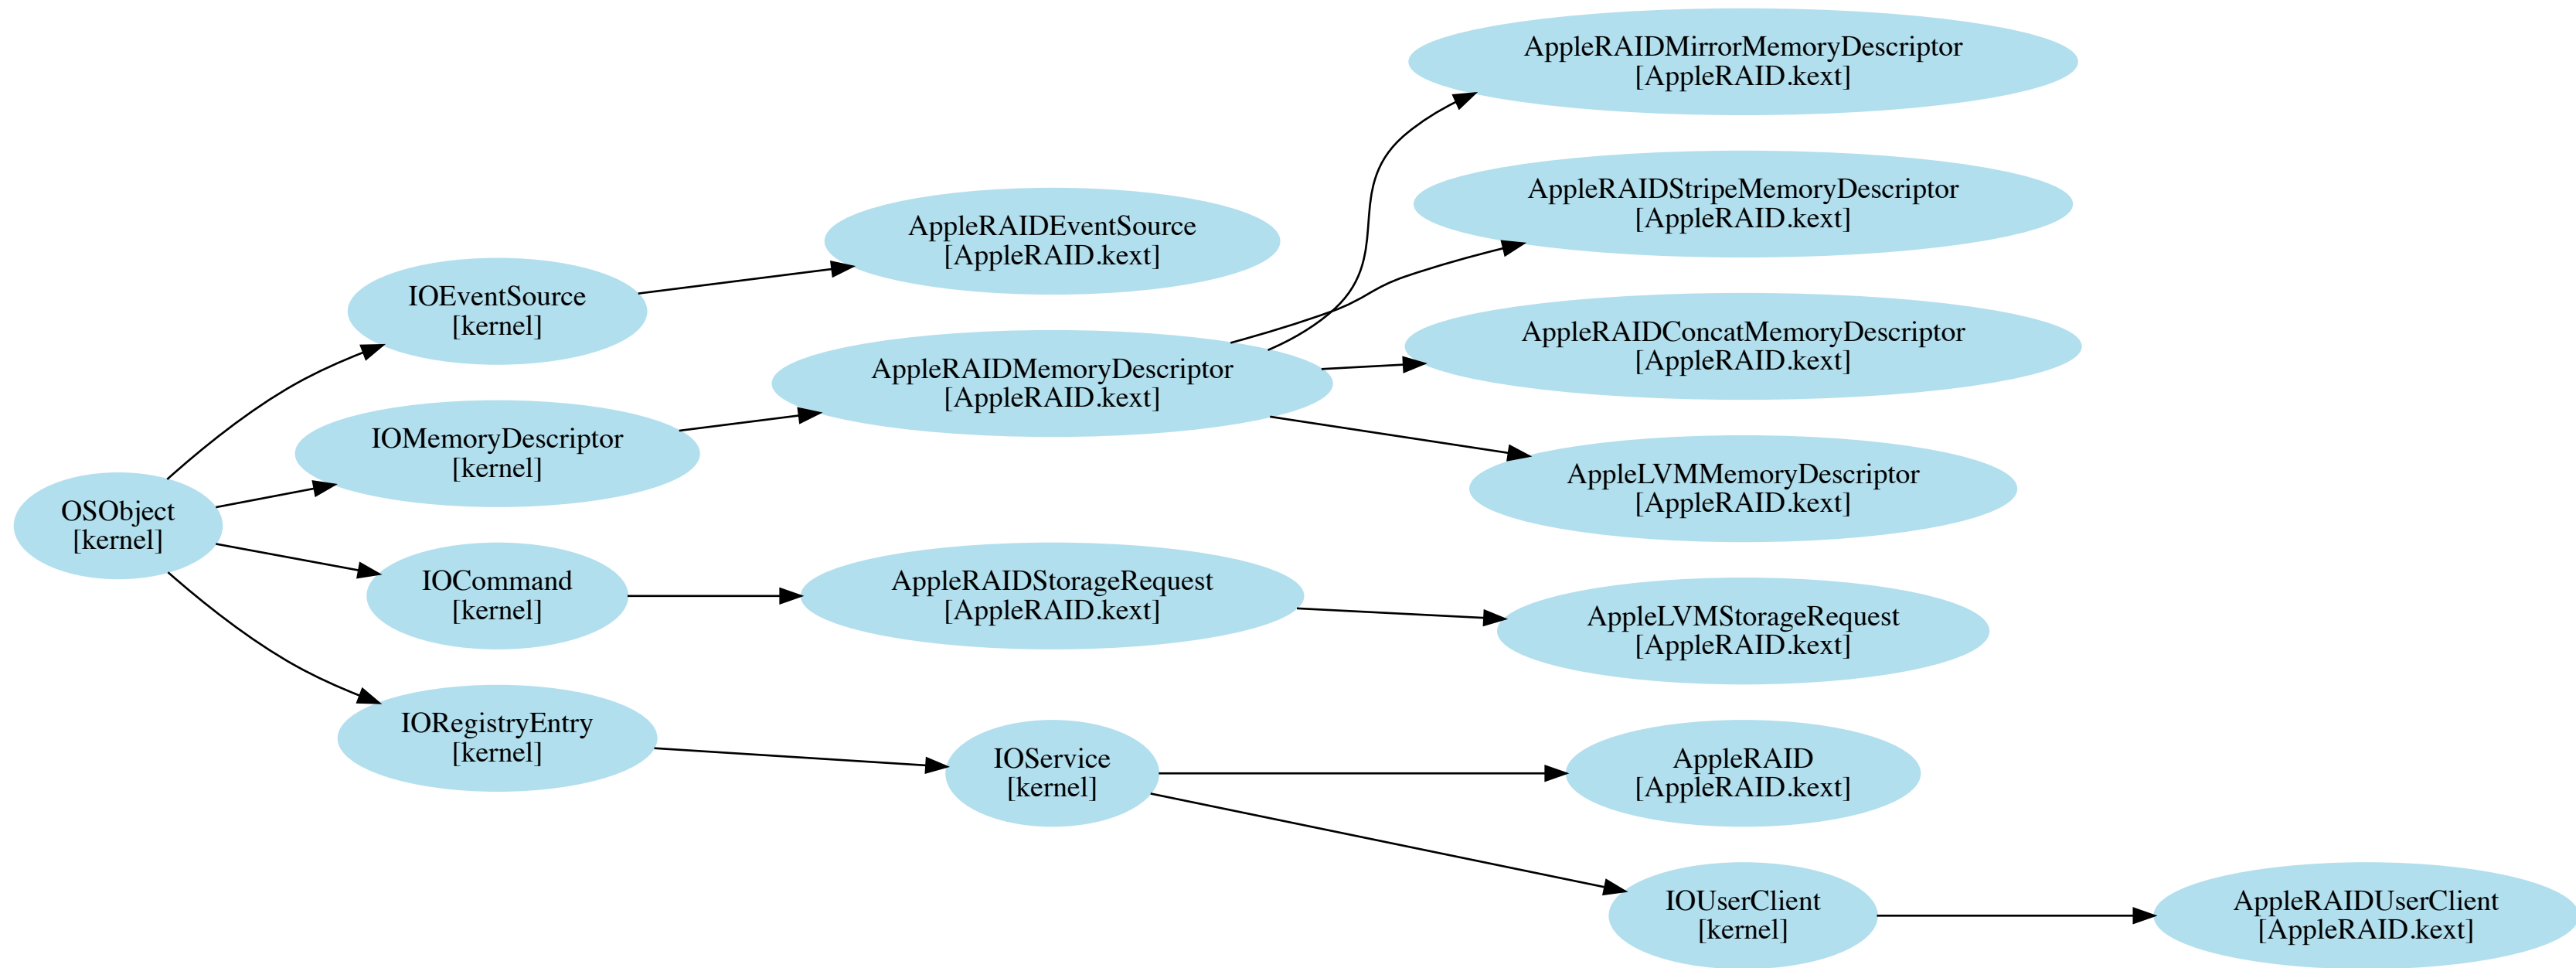 AppleRAIDMirrorMemoryDescriptor
[AppleRAID.kext]
AppleRAIDStripeMemoryDescriptor
[AppleRAID.kext]
AppleRAIDEventSource
[AppleRAID.kext]
IOEventSource
[kernel]
AppleRAIDConcatMemoryDescriptor
[AppleRAID.kext]
AppleRAIDMemoryDescriptor
[AppleRAID.kext]
IOMemoryDescriptor
[kernel]
AppleLVMMemoryDescriptor
[AppleRAID.kext]
OSObject
[kernel]
IOCommand
[kernel]
AppleRAIDStorageRequest
[AppleRAID.kext]
AppleLVMStorageRequest
[AppleRAID.kext]
IORegistryEntry
[kernel]
IOService
[kernel]
AppleRAID
[AppleRAID.kext]
IOUserClient
[kernel]
AppleRAIDUserClient
[AppleRAID.kext]